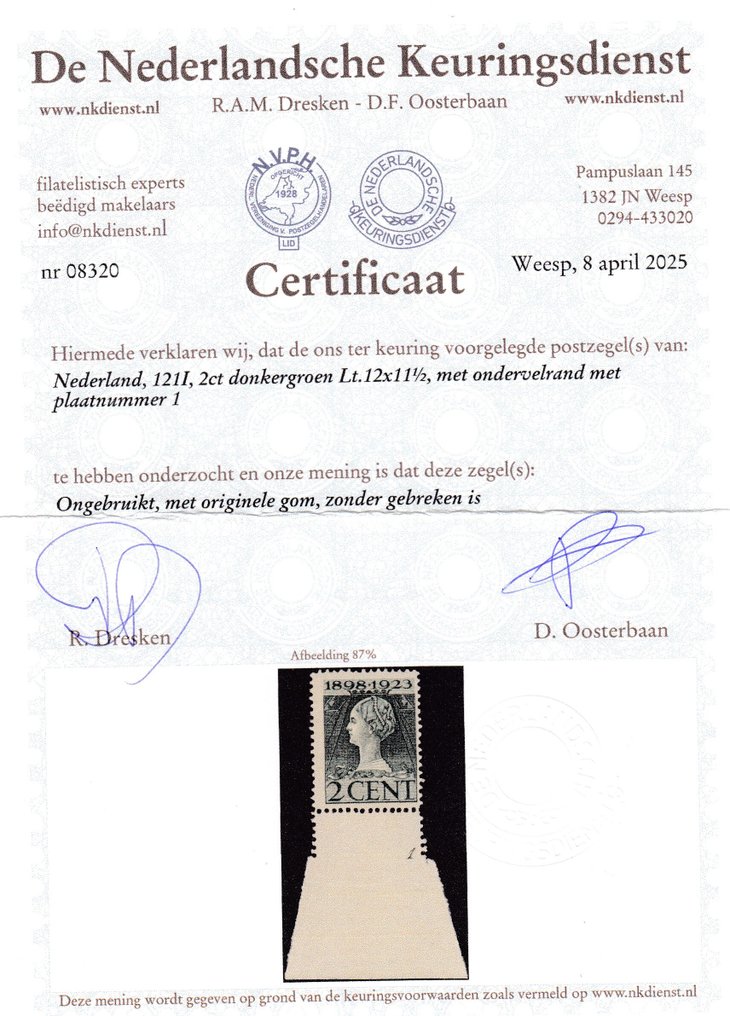 De Nederlandsche Keuringsdienst
www.nkdienst.nl R.A.M. Dresken - D.F. Oosterbaan www.nkdienst.nl
filatelistisch experts
beëdigd makelaars
info@nkdienst.nl
N.V.P.H.
OPGERICHT
1928
NEDERL. VEREENIGING V. POSTZEGELHANDELAREN
LID
DE NEDERLANDSCHE
KEURINGSDIENST
Pampuslaan 145
1382 JN Weesp
0294-433020
nr 08320
Certificaat
Weesp, 8 april 2025
Hiermede verklaren wij, dat de ons ter keuring voorgelegde postzegel(s) van:
Nederland, 121I, 2ct donkergroen Lt.12x11½, met ondervelrand met
plaatnummer 1
te hebben onderzocht en onze mening is dat deze zegel(s):
Ongebruikt, met originele gom, zonder gebreken is
R. Dresken
D. Oosterbaan
Afbeelding 87%
1898·1923
2 CENT
1
Deze mening wordt gegeven op grond van de keuringsvoorwaarden zoals vermeld op www.nkdienst.nl